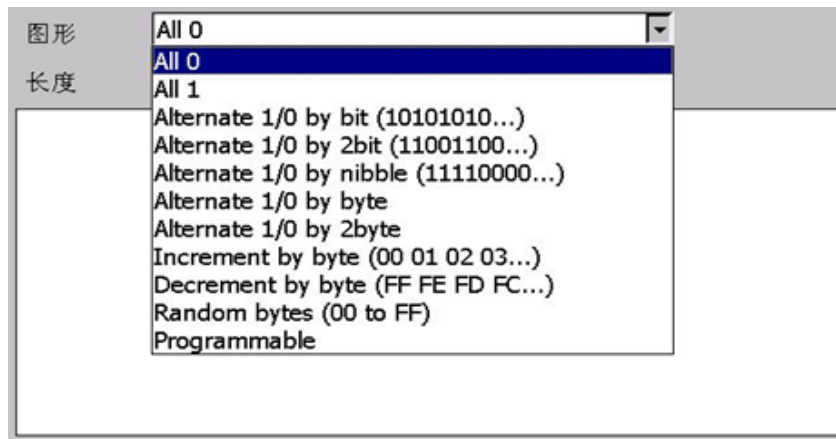 图形 All 0
All 0
长度
All 1
Alternate 1/0 by bit (10101010...)
Alternate 1/0 by 2bit (11001100...)
Alternate 1/0 by nibble (11110000...)
Alternate 1/0 by byte
Alternate 1/0 by 2byte
Increment by byte (00 01 02 03...)
Decrement by byte (FF FE FD FC...)
Random bytes (00 to FF)
Programmable